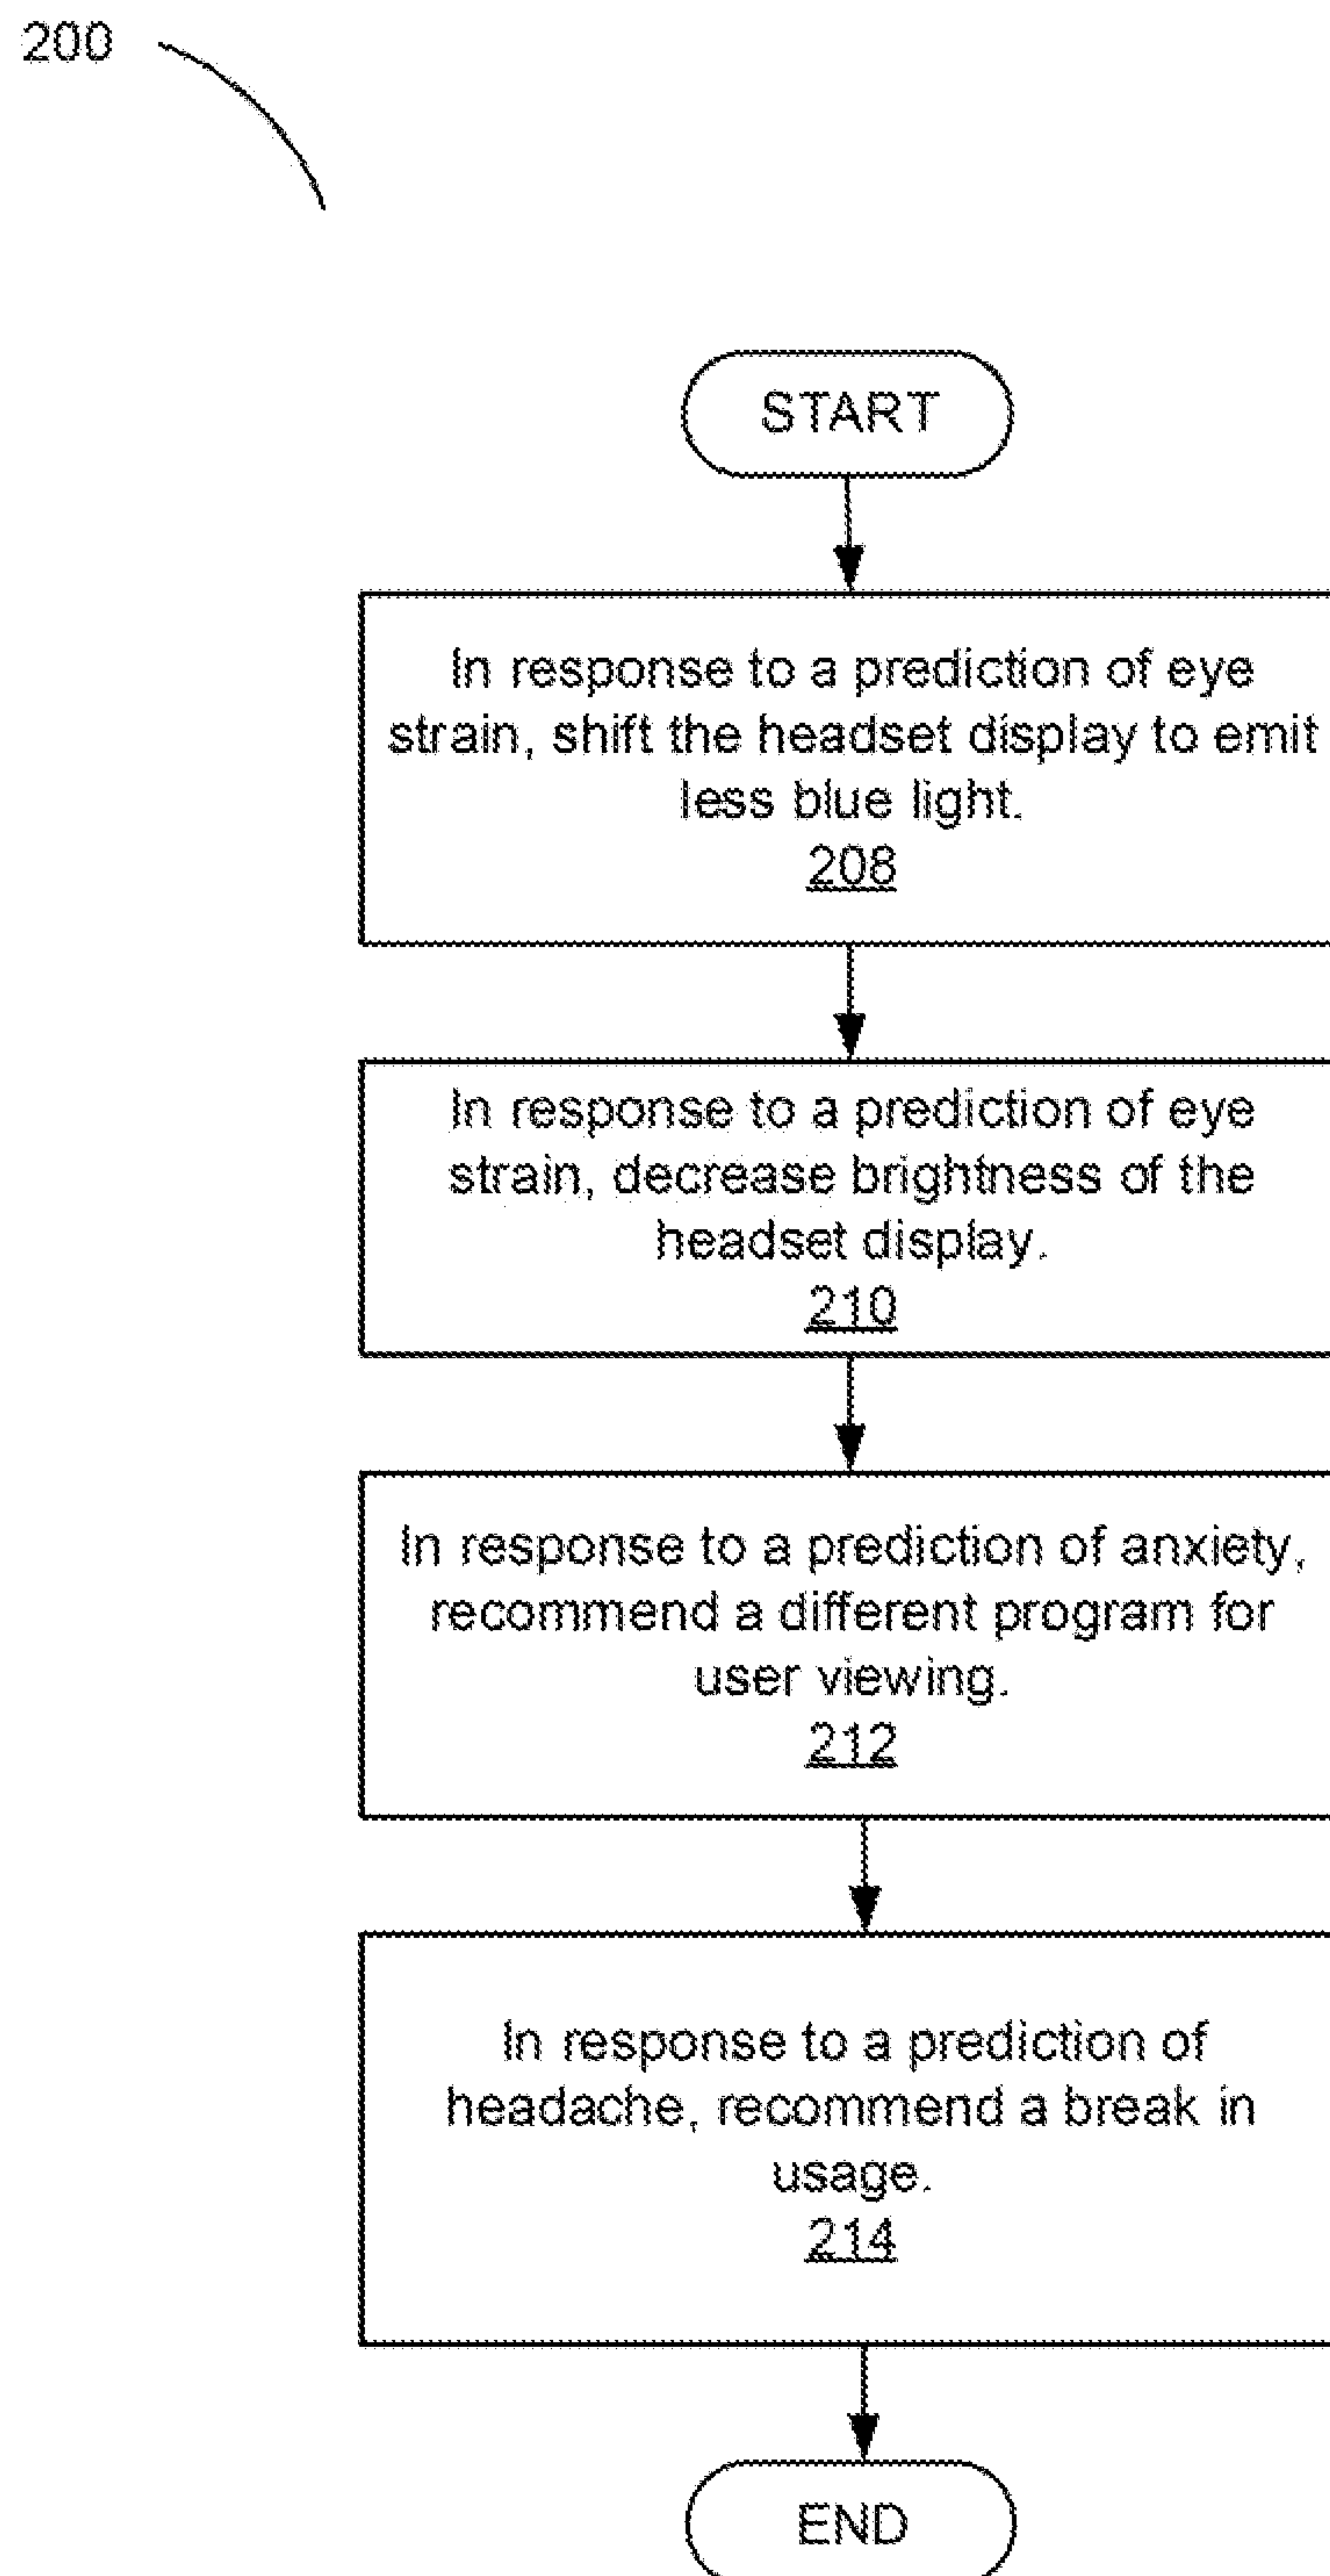 200
START
In response to a prediction of eye
strain, shift the headset display to emit
less blue light.
208
In response to a prediction of eye
strain, decrease brightness of the
headset display.
210
In response to a prediction of anxiety,
recommend a different program for
user viewing.
212
In response to a prediction of
headache, recommend a break in
usage.
214
END